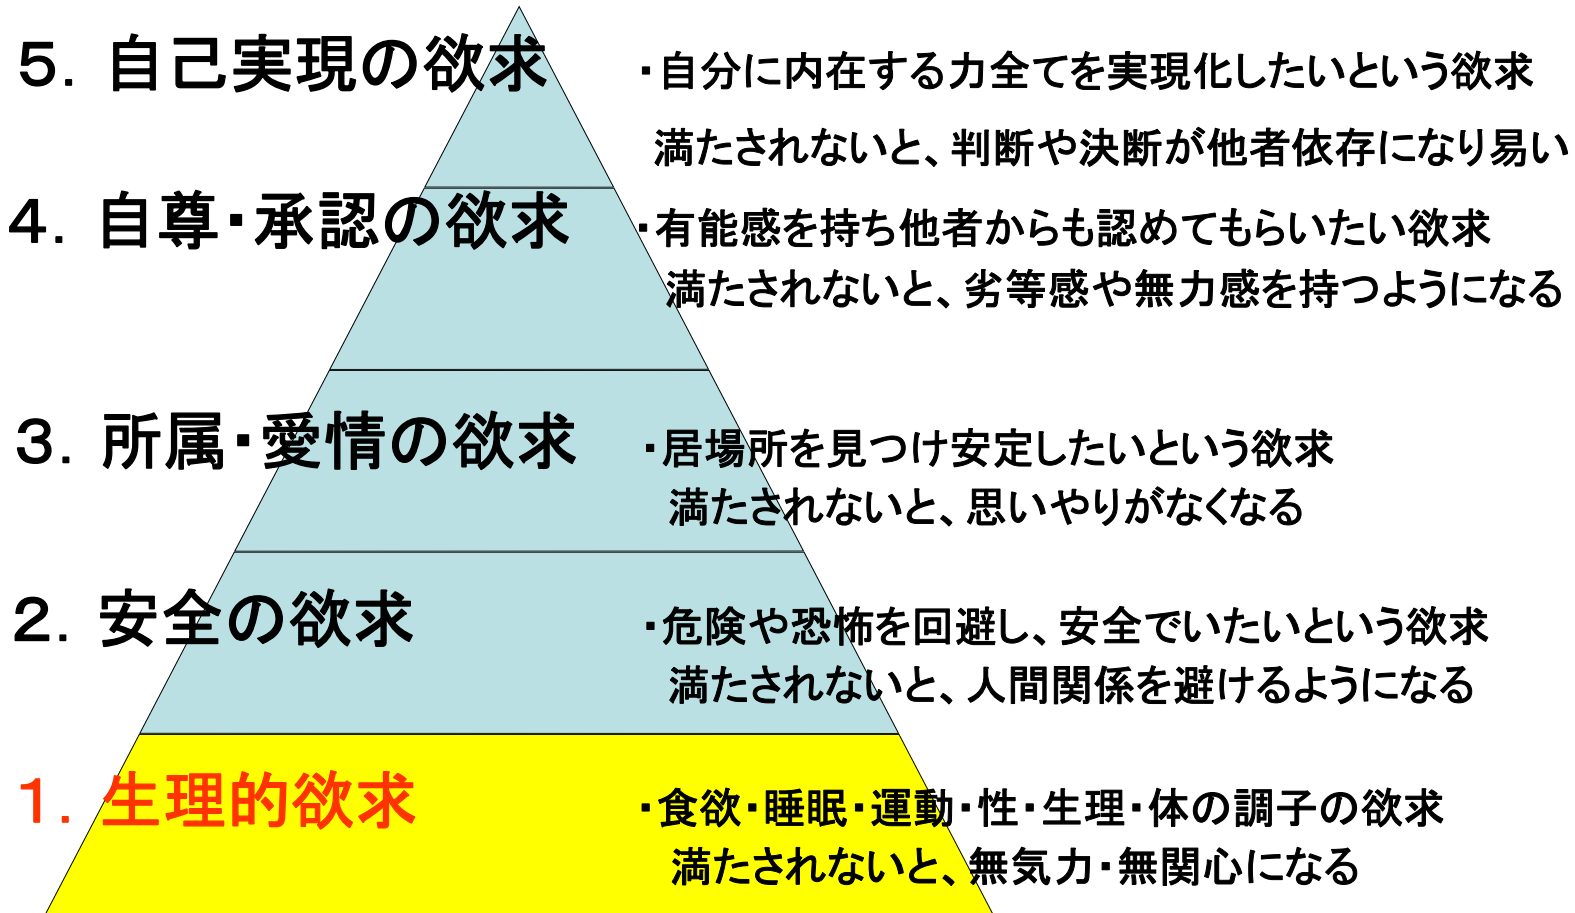 ５．自己実現の欲求
・自分に内在する力全てを実現化したいという欲求
満たされないと、判断や決断が他者依存になり易い
４．自尊・承認の欲求
・有能感を持ち他者からも認めてもらいたい欲求
満たされないと、劣等感や無力感を持つようになる
３．所属・愛情の欲求
・居場所を見つけ安定したいという欲求
満たされないと、思いやりがなくなる
２．安全の欲求
・危険や恐怖を回避し、安全でいたいという欲求
満たされないと、人間関係を避けるようになる
１．生理的欲求
・食欲・睡眠・運動・性・生理・体の調子の欲求
満たされないと、無気力・無関心になる